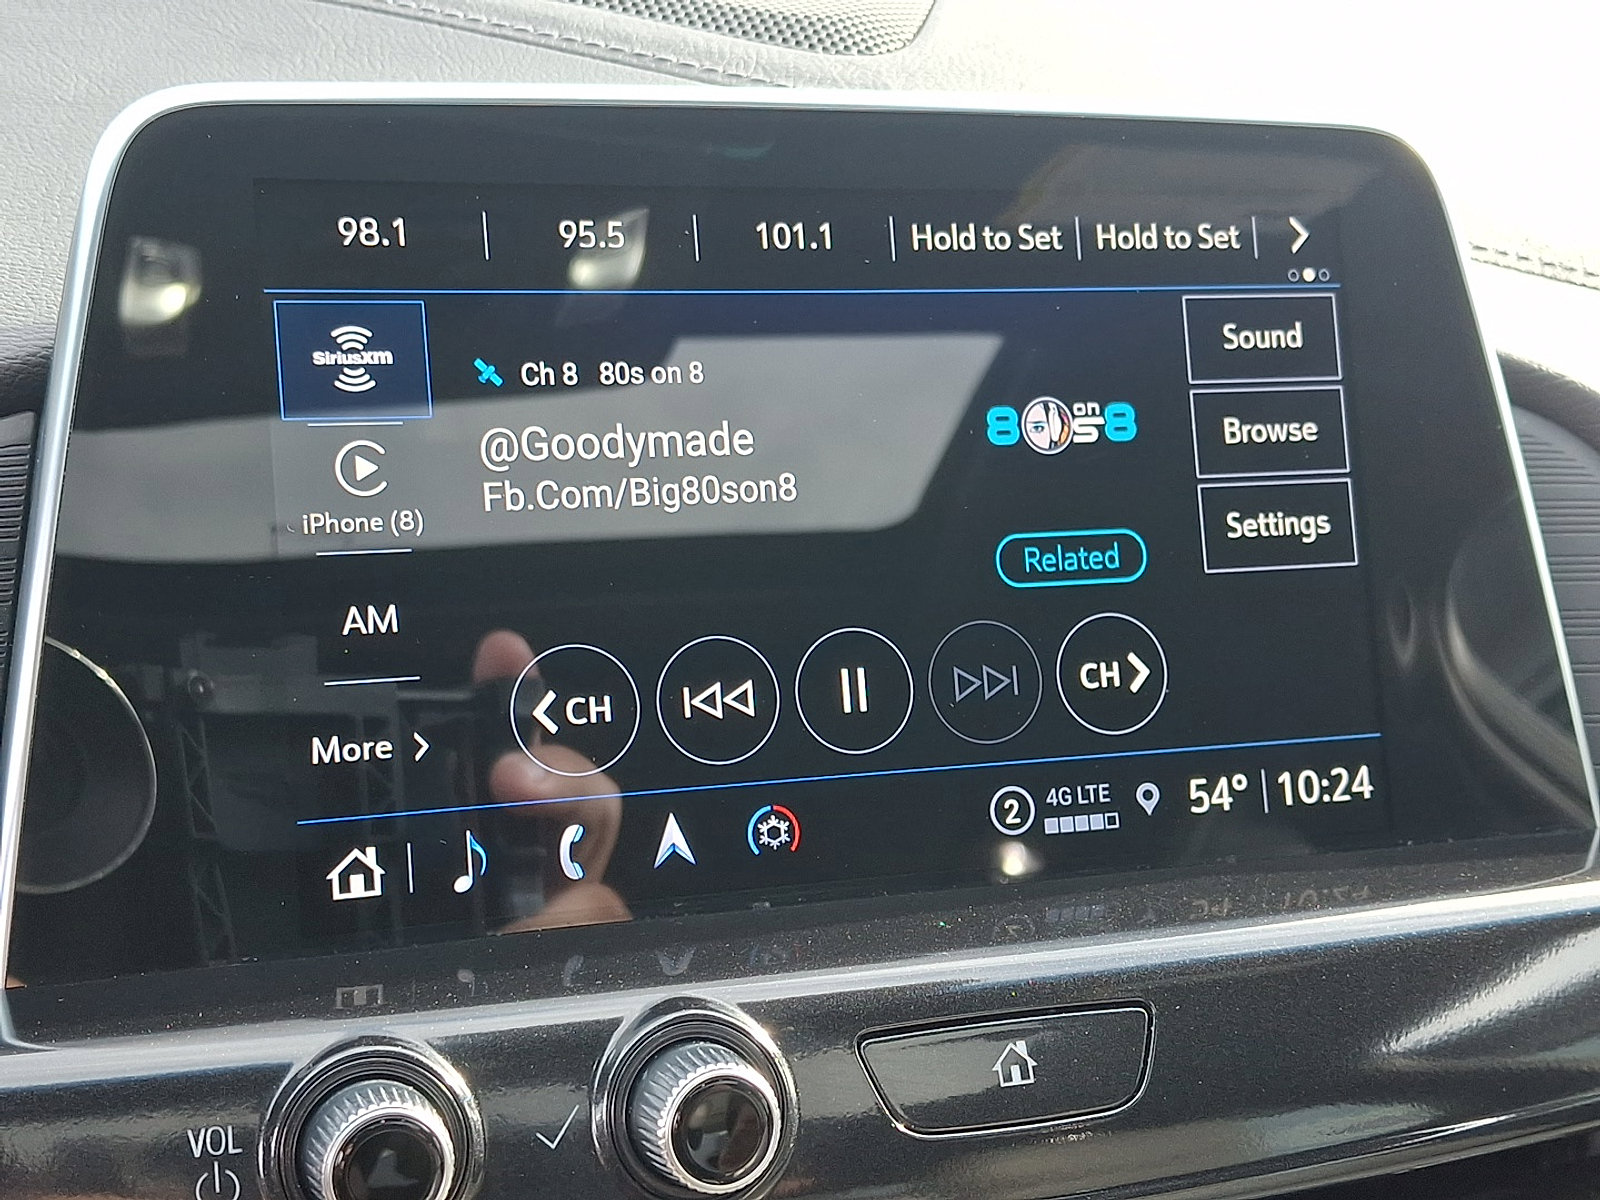 98.1 | 95.5 | 101.1 | Hold to Set | Hold to Set |
SiriusXM
Ch 8 80s on 8
Sound
@Goodymade
Fb.Com/Big80son8
8Os on 8
Browse
iPhone (8)
Settings
Related
AM
CH
CH
More
2 4G LTE 54° | 10:24
VOL